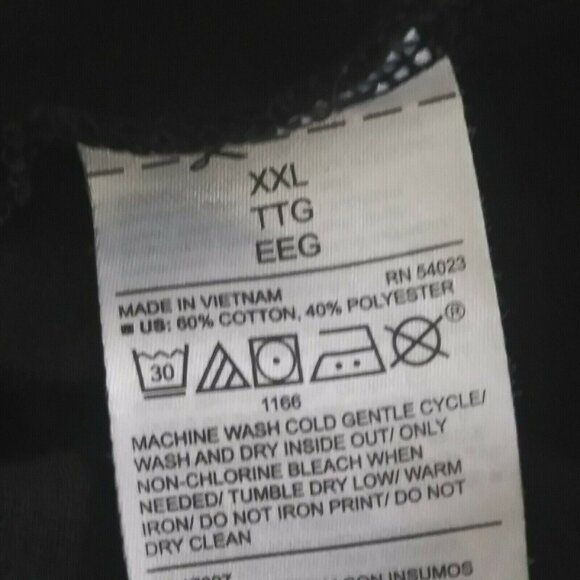 XXL
TTG
EEG
RN 54023
MADE IN VIETNAM
US: 60% COTTON, 40% POLYESTER
30
®
1166
MACHINE WASH COLD GENTLE CYCLE/
WASH AND DRY INSIDE OUT/ ONLY
NON-CHLORINE BLEACH WHEN
NEEDED/ TUMBLE DRY LOW/ WARM
IRON/ DO NOT IRON PRINT/ DO NOT
DRY CLEAN
CON INSUMOS